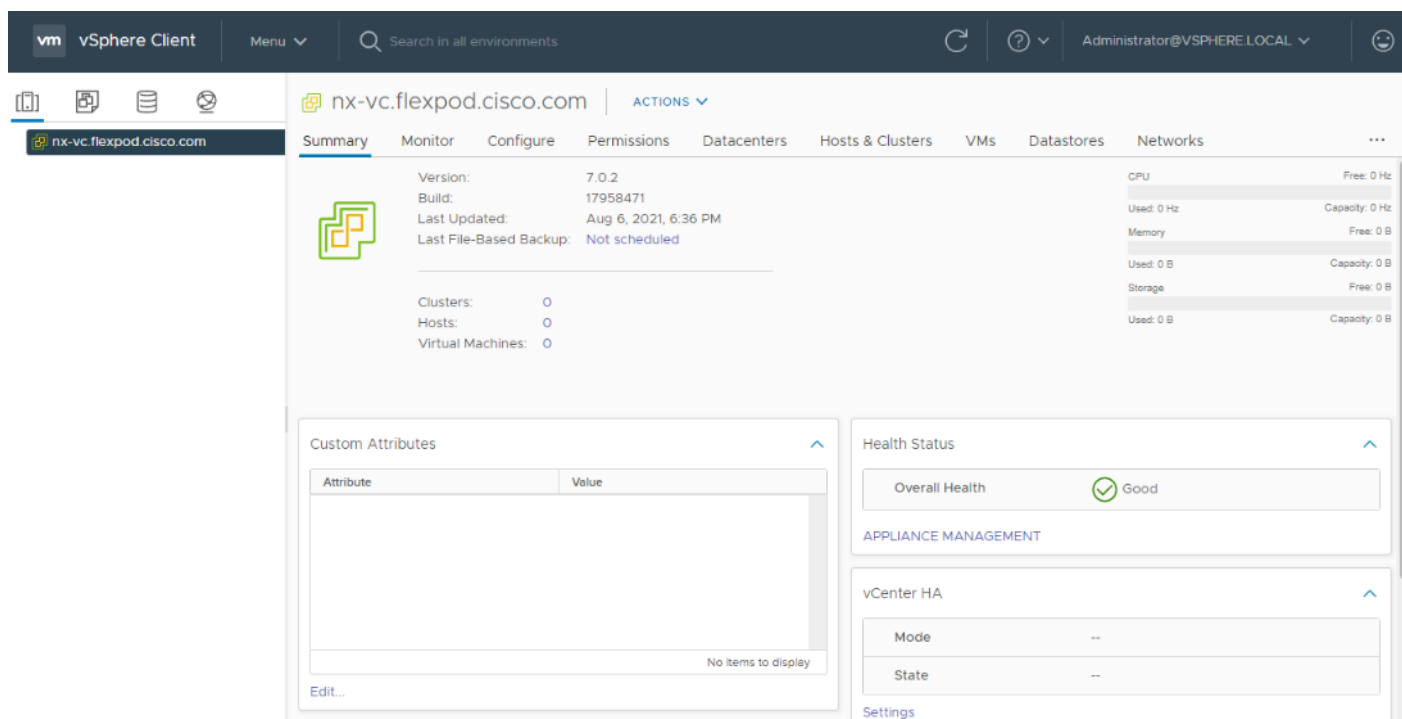 vm vSphere Client Menu Search in all environments Administrator@VSPHERE.LOCAL
nx-vc.flexpod.cisco.com
nx-vc.flexpod.cisco.com ACTIONS
Summary Monitor Configure Permissions Datacenters Hosts & Clusters VMs Datastores Networks ...
Version: 7.0.2
Build: 17958471
Last Updated: Aug 6, 2021, 6:36 PM
Last File-Based Backup: Not scheduled
Clusters: 0
Hosts: 0
Virtual Machines: 0
CPU Free: 0 Hz
Used: 0 Hz Capacity: 0 Hz
Memory Free: 0 B
Used: 0 B Capacity: 0 B
Storage Free: 0 B
Used: 0 B Capacity: 0 B
Custom Attributes
Attribute Value
No items to display
Edit...
Health Status
Overall Health Good
APPLIANCE MANAGEMENT
vCenter HA
Mode --
State --
Settings